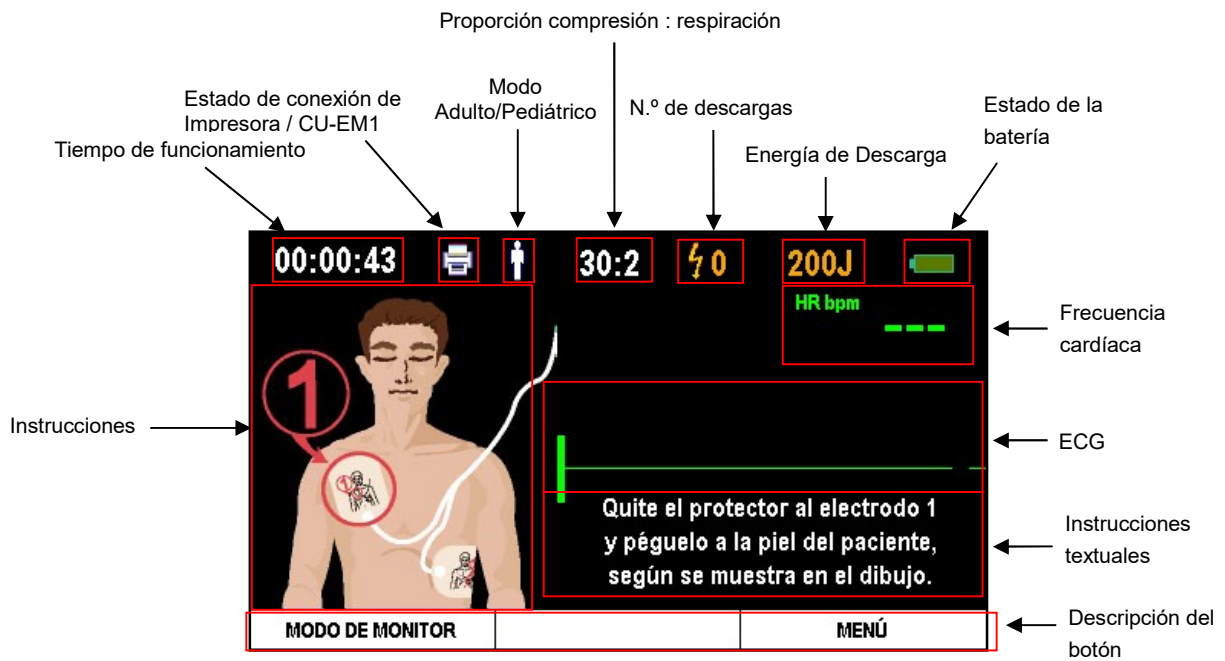 Proporción compresión : respiración
Modo
Adulto/Pediátrico
Estado de conexión de
Impresora / CU-EM1
N.º de descargas
Estado de la
batería
Tiempo de funcionamiento
Energía de Descarga
00:00:43
30:2
0
200J
HR bpm
---
Frecuencia
cardíaca
1
Instrucciones
ECG
Quite el protector al electrodo 1
y péguelo a la piel del paciente,
según se muestra en el dibujo.
Instrucciones
textuales
MODO DE MONITOR
MENÚ
Descripción del
botón